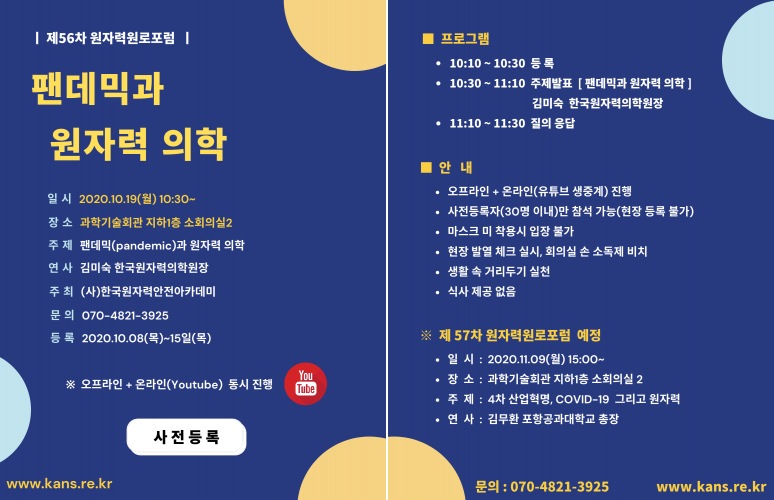 | 제56차 원자력원로포럼 |
팬데믹과
원자력 의학
일 시 2020.10.19(월) 10:30~
장 소 과학기술회관 지하1층 소회의실2
주 제 팬데믹(pandemic)과 원자력 의학
연 사 김미숙 한국원자력의학원장
주 최 (사)한국원자력안전아카데미
문 의 070-4821-3925
등 록 2020.10.08(목)~15일(목)
※ 오프라인 + 온라인(Youtube) 동시 진행
You
Tube
사전등록
www.kans.re.kr
■ 프로그램
• 10:10 ~ 10:30 등 록
• 10:30 ~ 11:10 주제발표 [ 팬데믹과 원자력 의학 ]
김미숙 한국원자력의학원장
• 11:10 ~ 11:30 질의 응답
■ 안 내
• 오프라인 + 온라인(유튜브 생중계) 진행
• 사전등록자(30명 이내)만 참석 가능(현장 등록 불가)
• 마스크 미 착용시 입장 불가
• 현장 발열 체크 실시, 회의실 손 소독제 비치
• 생활 속 거리두기 실천
• 식사 제공 없음
※ 제 57차 원자력원로포럼 예정
• 일 시 : 2020.11.09(월) 15:00~
• 장 소 : 과학기술회관 지하1층 소회의실 2
• 주 제 : 4차 산업혁명, COVID-19 그리고 원자력
• 연 사 : 김무환 포항공과대학교 총장
문의 : 070-4821-3925
www.kans.re.kr